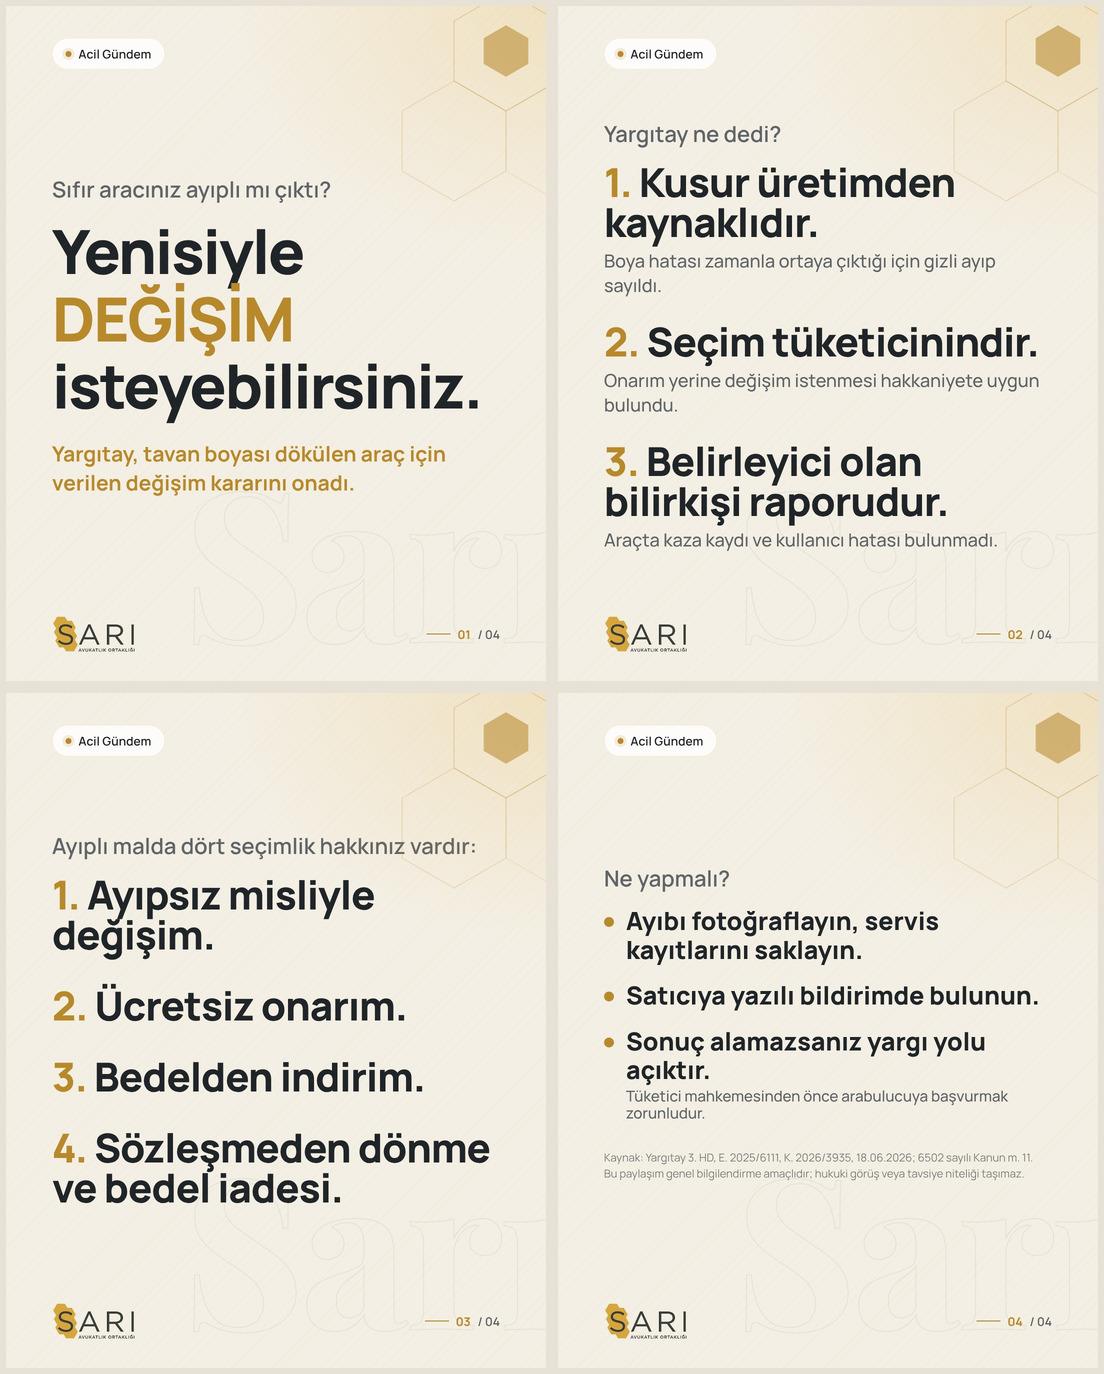 Acil Gündem
Sıfır aracınız ayıplı mı çıktı?
Yenisiyle
DEĞİŞİM
isteyebilirsiniz.
Yargıtay, tavan boyası dökülen araç için
verilen değişim kararını onadı.
Sarı
SARI
AVUKATLIK ORTAKLIĞI
01 / 04
Acil Gündem
Yargıtay ne dedi?
1. Kusur üretimden
kaynaklıdır.
Boya hatası zamanla ortaya çıktığı için gizli ayıp
sayıldı.
2. Seçim tüketicinindir.
Onarım yerine değişim istenmesi hakkaniyete uygun
bulundu.
3. Belirleyici olan
bilirkişi raporudur.
Araçta kaza kaydı ve kullanıcı hatası bulunmadı.
Sarı
SARI
AVUKATLIK ORTAKLIĞI
02 / 04
Acil Gündem
Ayıplı malda dört seçimlik hakkınız vardır:
1. Ayıpsız misliyle
değişim.
2. Ücretsiz onarım.
3. Bedelden indirim.
4. Sözleşmeden dönme
ve bedel iadesi.
Sarı
SARI
AVUKATLIK ORTAKLIĞI
03 / 04
Acil Gündem
Ne yapmalı?
Ayıbı fotoğraflayın, servis
kayıtlarını saklayın.
Satıcıya yazılı bildirimde bulunun.
Sonuç alamazsanız yargı yolu
açıktır.
Tüketici mahkemesinden önce arabulucuya başvurmak
zorunludur.
Kaynak: Yargıtay 3. HD, E. 2025/6111, K. 2026/3935, 18.06.2026; 6502 sayılı Kanun m. 11.
Bu paylaşım genel bilgilendirme amaçlıdır; hukuki görüş veya tavsiye niteliği taşımaz.
Sarı
SARI
AVUKATLIK ORTAKLIĞI
04 / 04